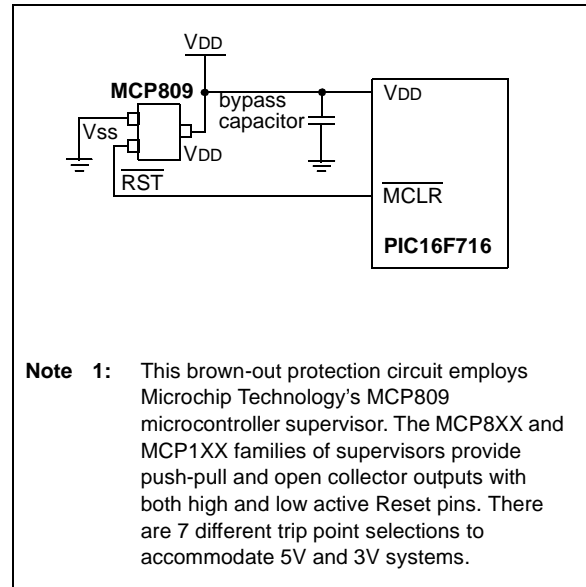 VDD
MCP809
bypass
capacitor
VDD
Vss
VDD
RST
MCLR
PIC16F716
Note 1: This brown-out protection circuit employs
Microchip Technology's MCP809
microcontroller supervisor. The MCP8XX and
MCP1XX families of supervisors provide
push-pull and open collector outputs with
both high and low active Reset pins. There
are 7 different trip point selections to
accommodate 5V and 3V systems.